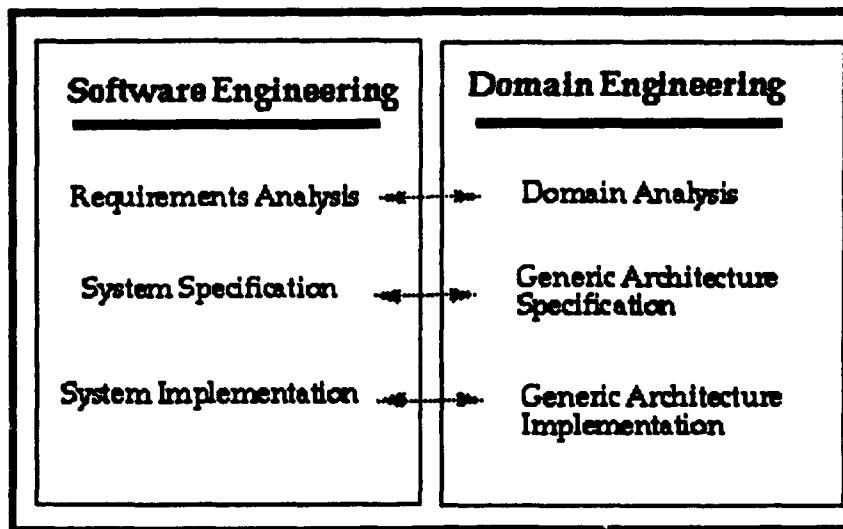 Software Engineering
Requirements Analysis
System Specification
System Implementation
Domain Engineering
Domain Analysis
Generic Architecture
Specification
Generic Architecture
Implementation